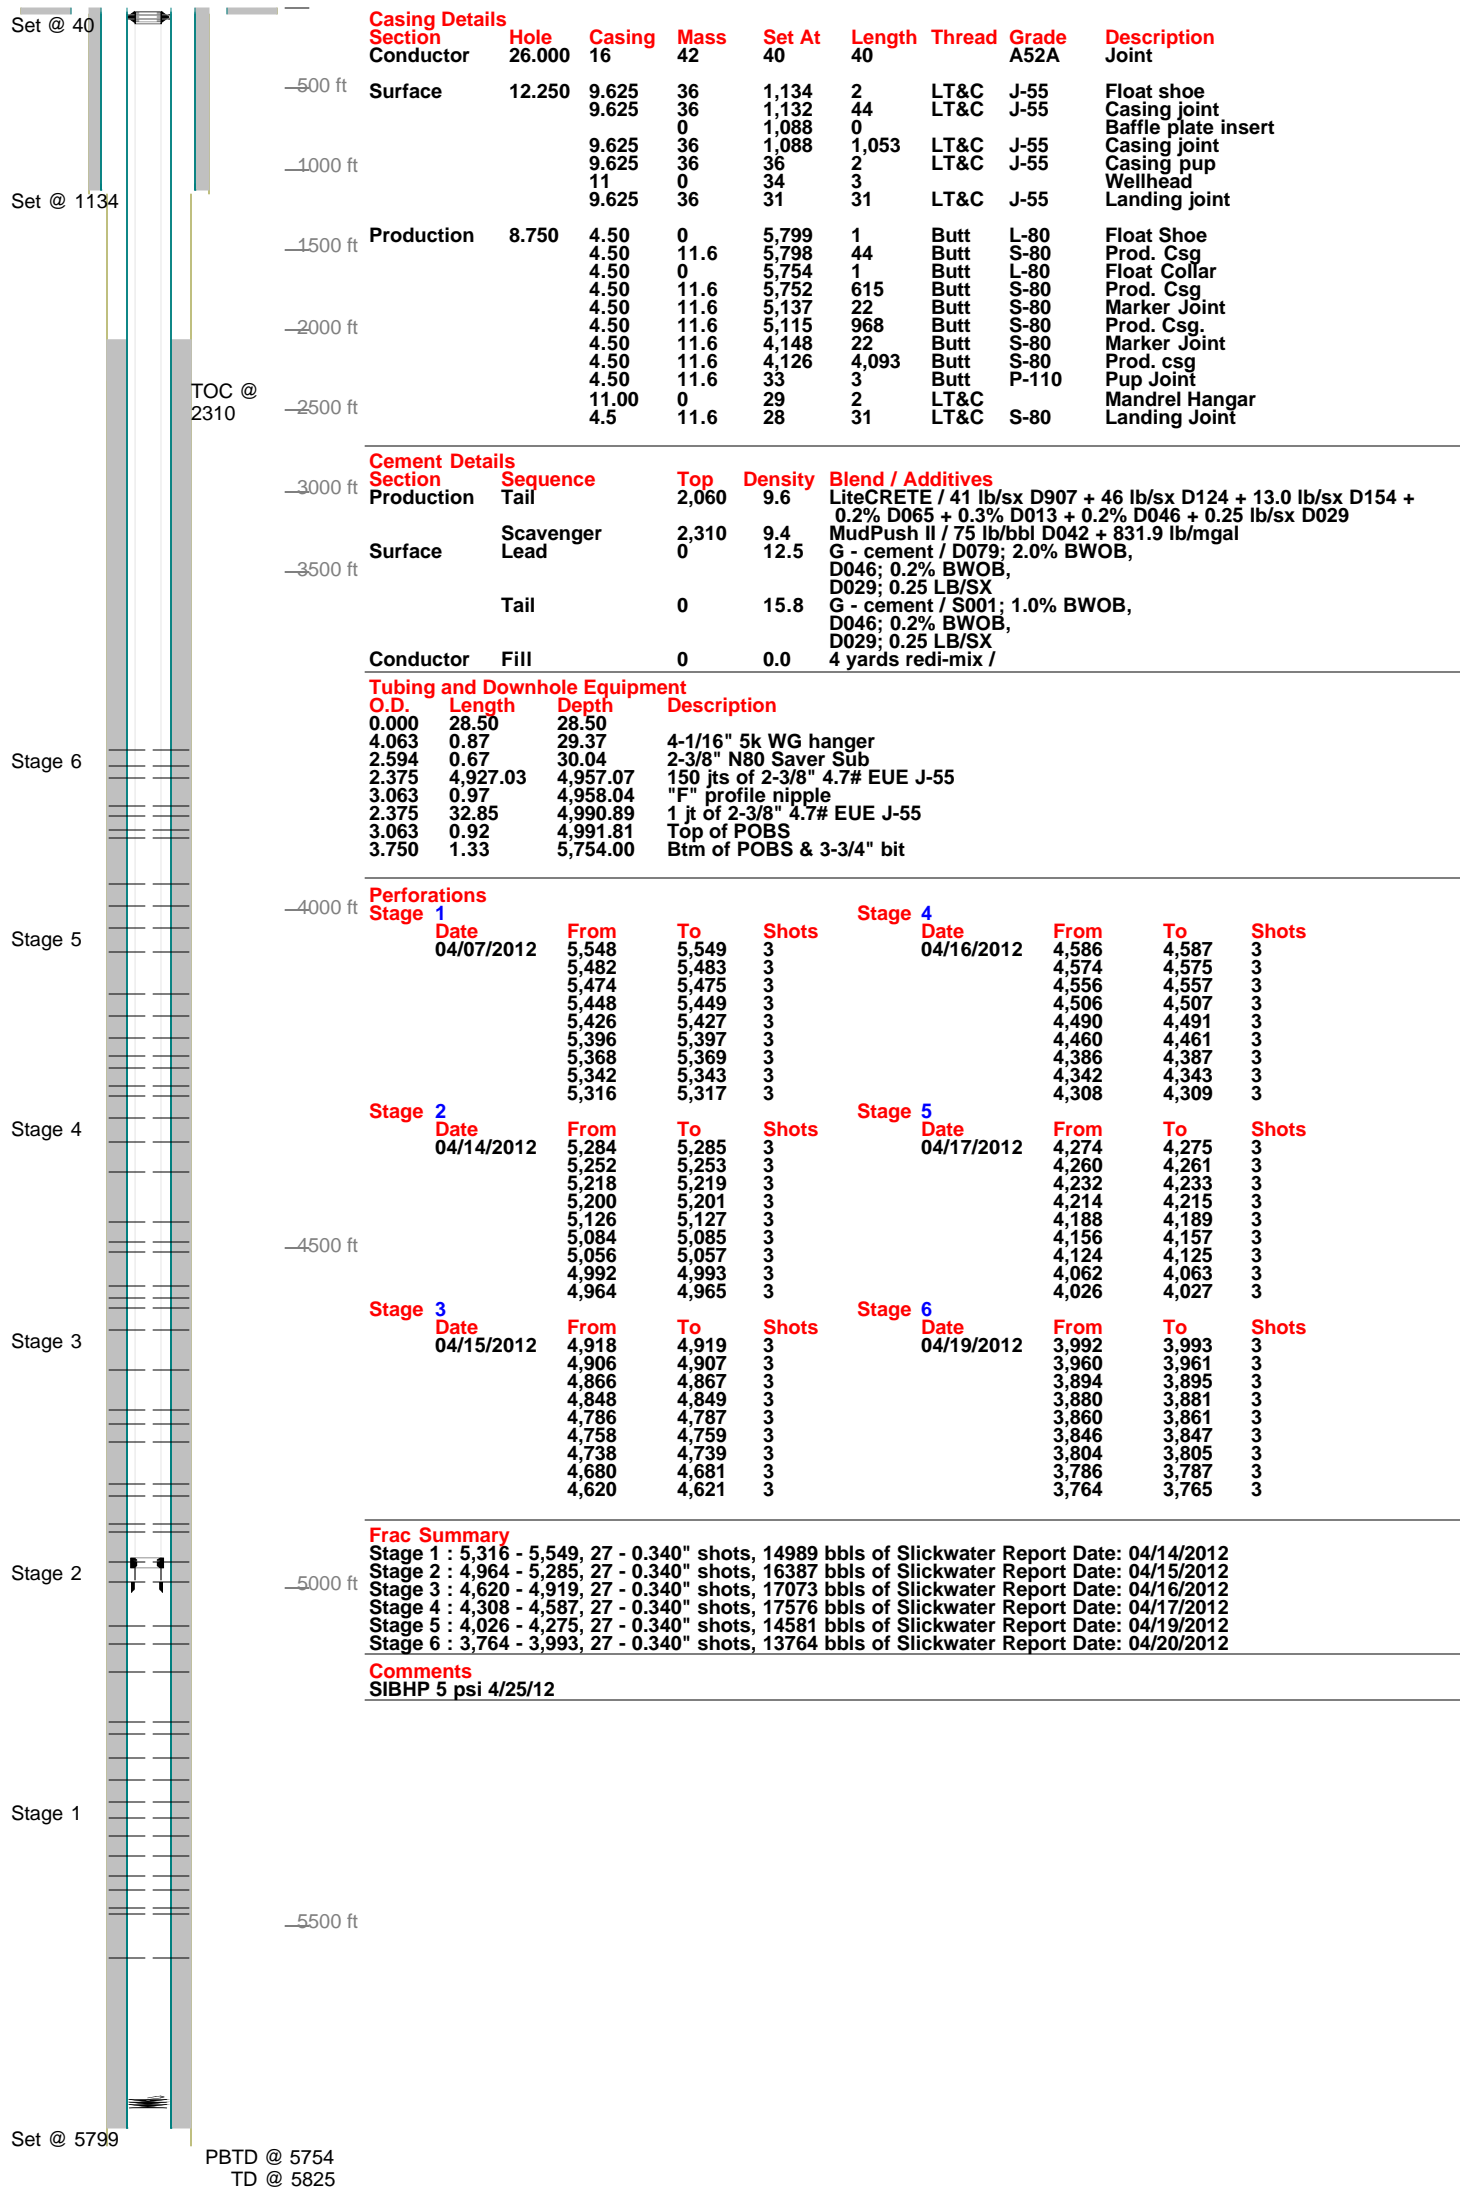 Set @ 40
Set @ 1134
TOC @
2310
Stage 6
Stage 5
Stage 4
Stage 3
Stage 2
Stage 1
Set @ 5799
PBTD @ 5754
TD @ 5825
500 ft
1000 ft
1500 ft
2000 ft
2500 ft
3000 ft
3500 ft
4000 ft
4500 ft
5000 ft
5500 ft
Casing Details
Section Hole Casing Mass Set At Length Thread Grade Description
Conductor 26.000 16 42 40 40 A52A Joint
Surface 12.250 9.625 36 1,134 2 LT&C J-55 Float shoe
9.625 36 1,132 44 LT&C J-55 Casing joint
0 1,088 0 Baffle plate insert
9.625 36 1,088 1,053 LT&C J-55 Casing joint
9.625 36 36 2 LT&C J-55 Casing pup
11 0 34 3 Wellhead
9.625 36 31 31 LT&C J-55 Landing joint
Production 8.750 4.50 0 5,799 1 Butt L-80 Float Shoe
4.50 11.6 5,798 44 Butt S-80 Prod. Csg
4.50 0 5,754 1 Butt L-80 Float Collar
4.50 11.6 5,752 615 Butt S-80 Prod. Csg
4.50 11.6 5,137 22 Butt S-80 Marker Joint
4.50 11.6 5,115 968 Butt S-80 Prod. Csg.
4.50 11.6 4,148 22 Butt S-80 Marker Joint
4.50 11.6 4,126 4,093 Butt S-80 Prod. csg
4.50 11.6 33 3 Butt P-110 Pup Joint
11.00 0 29 2 LT&C Mandrel Hangar
4.5 11.6 28 31 LT&C S-80 Landing Joint
Cement Details
Section Sequence Top Density Blend / Additives
Production Tail 2,060 9.6 LiteCRETE / 41 lb/sx D907 + 46 lb/sx D124 + 13.0 lb/sx D154 +
0.2% D065 + 0.3% D013 + 0.2% D046 + 0.25 lb/sx D029
Scavenger 2,310 9.4 MudPush II / 75 lb/bbl D042 + 831.9 lb/mgal
Surface Lead 0 12.5 G - cement / D079; 2.0% BWOB,
D046; 0.2% BWOB,
D029; 0.25 LB/SX
Tail 0 15.8 G - cement / S001; 1.0% BWOB,
D046; 0.2% BWOB,
D029; 0.25 LB/SX
Conductor Fill 0 0.0 4 yards redi-mix /
Tubing and Downhole Equipment
O.D. Length Depth Description
0.000 28.50 28.50
4.063 0.87 29.37 4-1/16" 5k WG hanger
2.594 0.67 30.04 2-3/8" N80 Saver Sub
2.375 4,927.03 4,957.07 150 jts of 2-3/8" 4.7# EUE J-55
3.063 0.97 4,958.04 "F" profile nipple
2.375 32.85 4,990.89 1 jt of 2-3/8" 4.7# EUE J-55
3.063 0.92 4,991.81 Top of POBS
3.750 1.33 5,754.00 Btm of POBS & 3-3/4" bit
Perforations
Stage 1
Date From To Shots
04/07/2012 5,548 5,549 3
5,482 5,483 3
5,474 5,475 3
5,448 5,449 3
5,426 5,427 3
5,396 5,397 3
5,368 5,369 3
5,342 5,343 3
5,316 5,317 3
Stage 2
Date From To Shots
04/14/2012 5,284 5,285 3
5,252 5,253 3
5,218 5,219 3
5,200 5,201 3
5,126 5,127 3
5,084 5,085 3
5,056 5,057 3
4,992 4,993 3
4,964 4,965 3
Stage 3
Date From To Shots
04/15/2012 4,918 4,919 3
4,906 4,907 3
4,866 4,867 3
4,848 4,849 3
4,786 4,787 3
4,758 4,759 3
4,738 4,739 3
4,680 4,681 3
4,620 4,621 3
Stage 4
Date From To Shots
04/16/2012 4,586 4,587 3
4,574 4,575 3
4,556 4,557 3
4,506 4,507 3
4,490 4,491 3
4,460 4,461 3
4,386 4,387 3
4,342 4,343 3
4,308 4,309 3
Stage 5
Date From To Shots
04/17/2012 4,274 4,275 3
4,260 4,261 3
4,232 4,233 3
4,214 4,215 3
4,188 4,189 3
4,156 4,157 3
4,124 4,125 3
4,062 4,063 3
4,026 4,027 3
Stage 6
Date From To Shots
04/19/2012 3,992 3,993 3
3,960 3,961 3
3,894 3,895 3
3,880 3,881 3
3,860 3,861 3
3,846 3,847 3
3,804 3,805 3
3,786 3,787 3
3,764 3,765 3
Frac Summary
Stage 1 : 5,316 - 5,549, 27 - 0.340" shots, 14989 bbls of Slickwater Report Date: 04/14/2012
Stage 2 : 4,964 - 5,285, 27 - 0.340" shots, 16387 bbls of Slickwater Report Date: 04/15/2012
Stage 3 : 4,620 - 4,919, 27 - 0.340" shots, 17073 bbls of Slickwater Report Date: 04/16/2012
Stage 4 : 4,308 - 4,587, 27 - 0.340" shots, 17576 bbls of Slickwater Report Date: 04/17/2012
Stage 5 : 4,026 - 4,275, 27 - 0.340" shots, 14581 bbls of Slickwater Report Date: 04/19/2012
Stage 6 : 3,764 - 3,993, 27 - 0.340" shots, 13764 bbls of Slickwater Report Date: 04/20/2012
Comments
SIBHP 5 psi 4/25/12